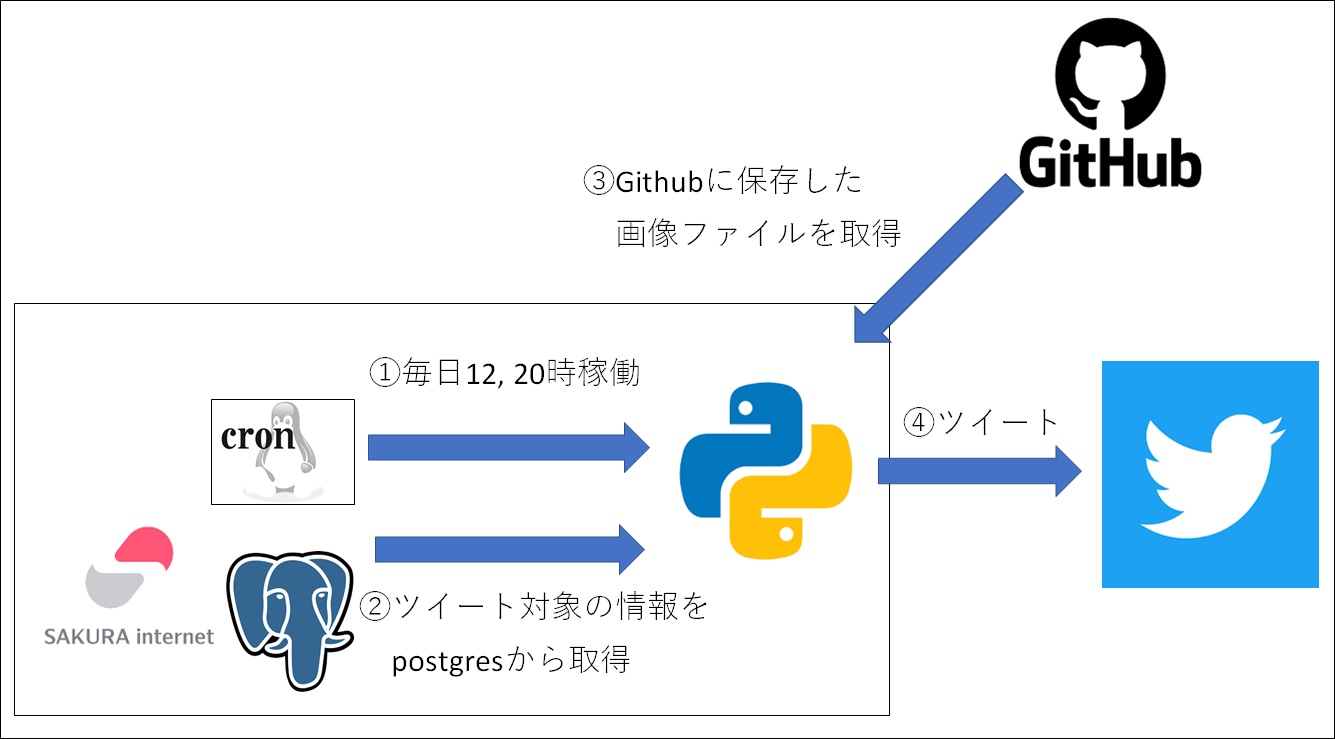 GitHub
③Githubに保存した
画像ファイルを取得
①毎日12, 20時稼働
cron
④ツイート
SAKURA internet
②ツイート対象の情報を
postgresから取得